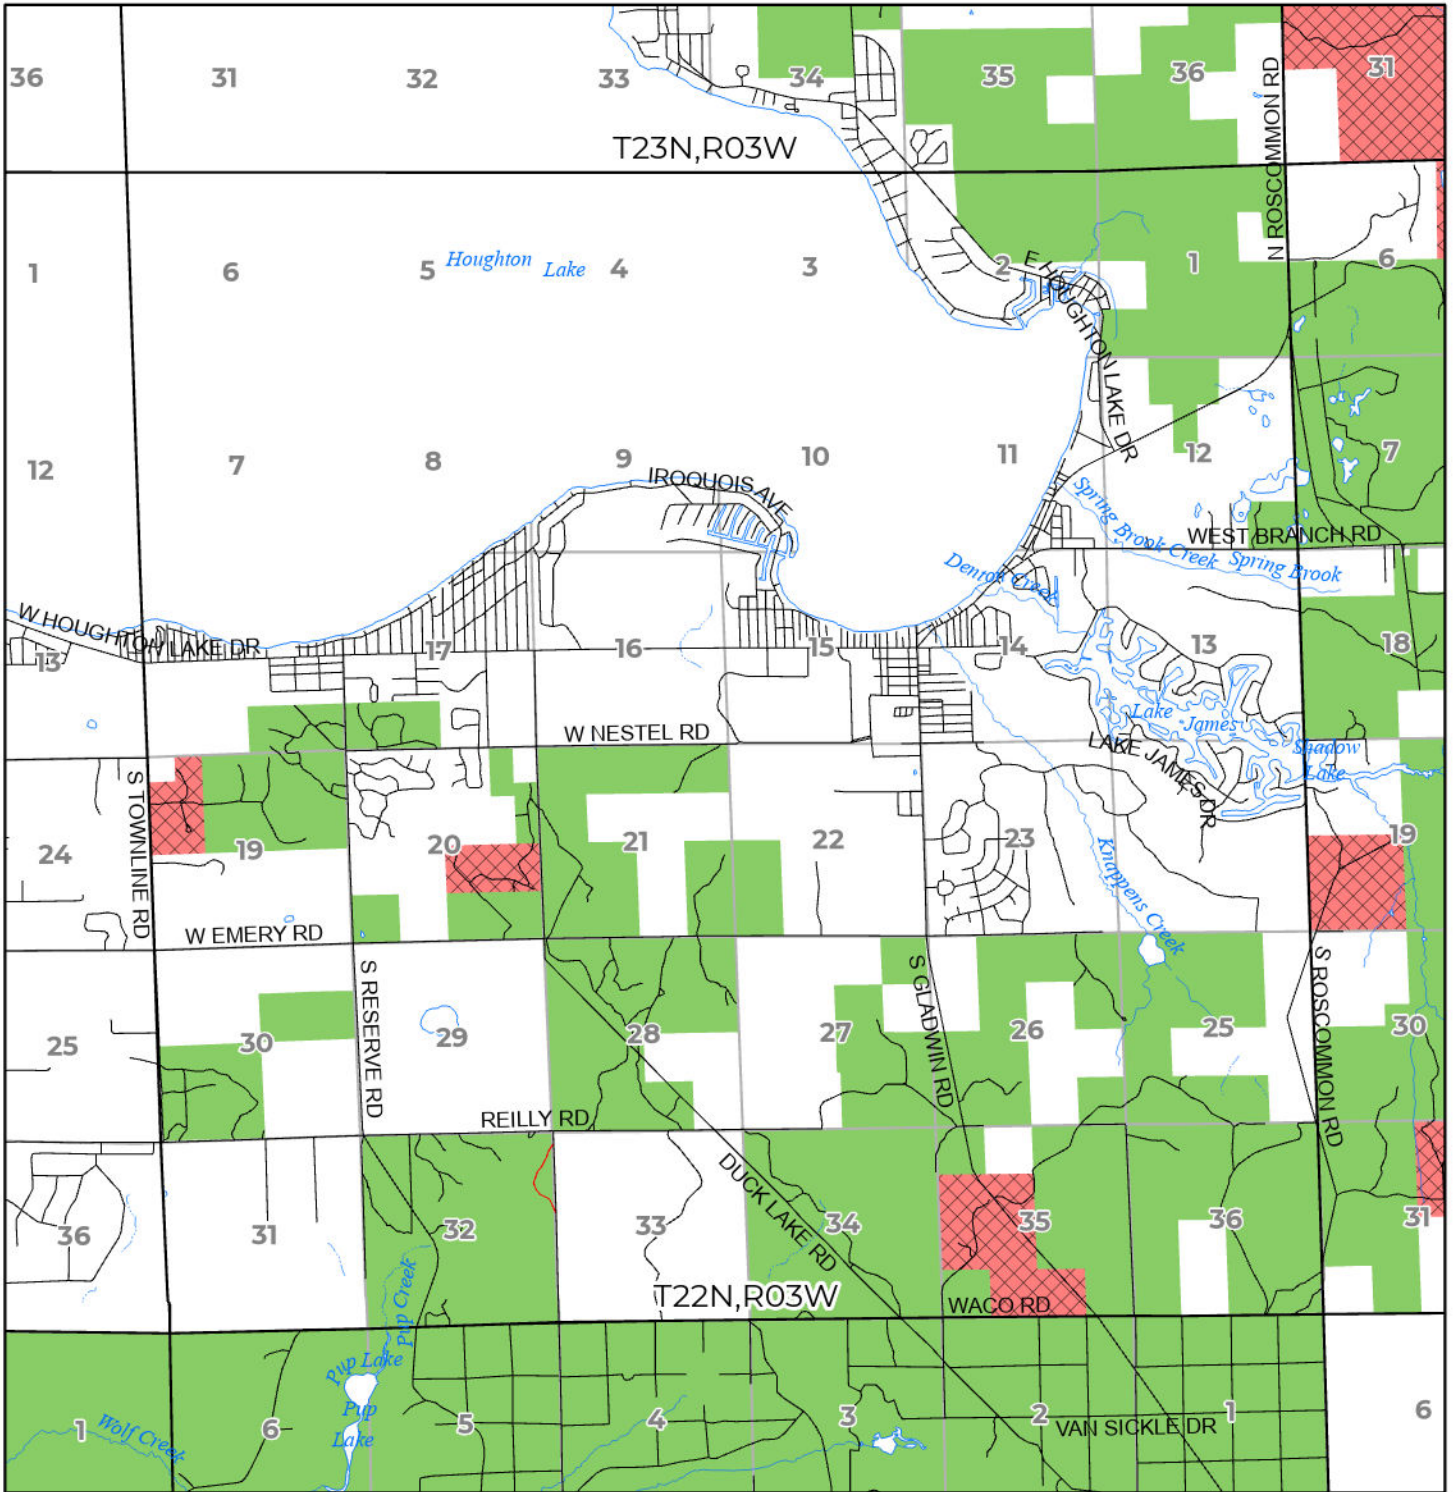 36 31 32 33 34 35 36 31
T23N,R03W
N ROSCOMMON RD
1 6 5 Houghton Lake 4 3 2 1 6
E HOUGHTON LAKE DR
12 7 8 9 10 11 12 7
IROQUOIS AVE
Spring Brook Creek
WEST BRANCH RD
Spring Brook
Denton Creek
W HOUGHTON LAKE DR
13 17 16 15 14 13 18
Lake James
W NESTEL RD
LAKE JAMES DR
Shadow
Lake
S TOWNLINE RD
24 19 20 21 22 23 19
Knappens Creek
W EMERY RD
S RESERVE RD
S GLADWIN RD
S ROSCOMMON RD
25 30 29 28 27 26 25 30
REILLY RD
DUCK LAKE RD
36 31 32 33 34 35 36 31
Pup Creek
T22N,R03W
WACO RD
Pup Lake
Pup
Lake
1 6 5 4 3 2 1 6
Wolf Creek
VAN SICKLE DR